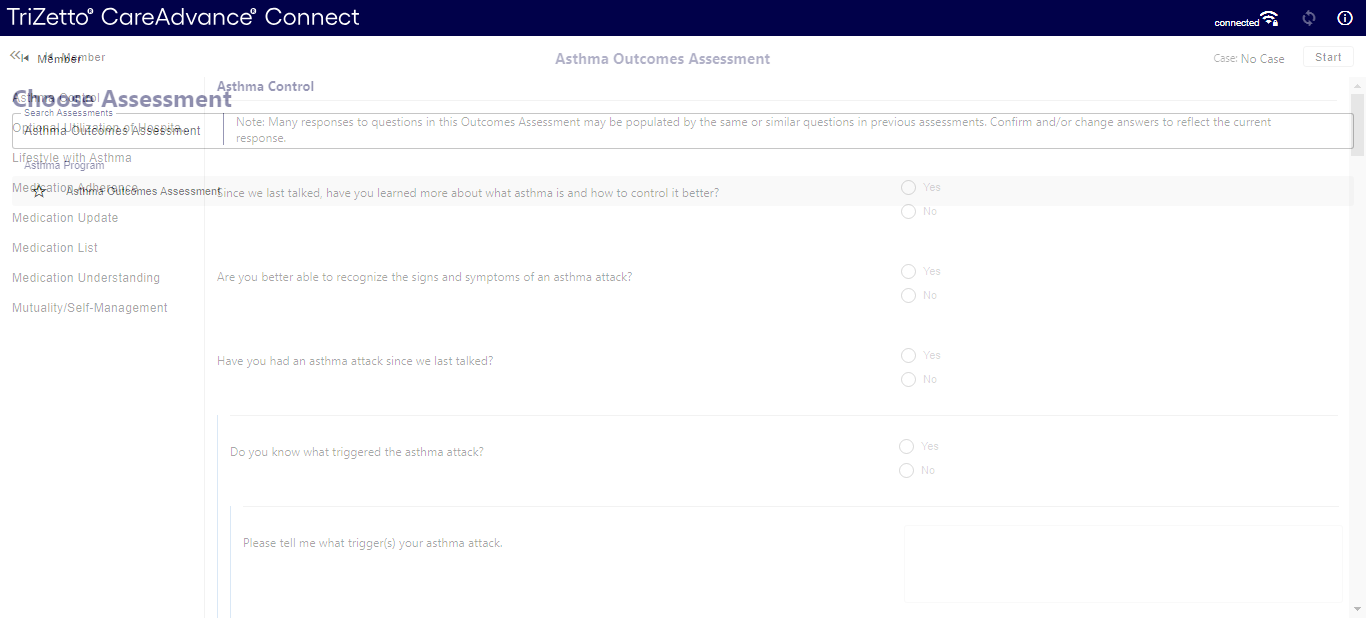 TriZetto® CareAdvance® Connect
connected
Member
Member
Asthma Outcomes Assessment
Case: No Case
Start
Choose Assessment
Asthma Control
Search Assessments
Asthma Outcomes Assessment
Asthma Program
Asthma Outcomes Assessment
Asthma Control
Optional Utilization of Hospita
Lifestyle with Asthma
Medication Adherence
Medication Update
Medication List
Medication Understanding
Mutuality/Self-Management
Note: Many responses to questions in this Outcomes Assessment may be populated by the same or similar questions in previous assessments. Confirm and/or change answers to reflect the current
response.
Since we last talked, have you learned more about what asthma is and how to control it better?
Yes
No
Are you better able to recognize the signs and symptoms of an asthma attack?
Yes
No
Have you had an asthma attack since we last talked?
Yes
No
Do you know what triggered the asthma attack?
Yes
No
Please tell me what trigger(s) your asthma attack.